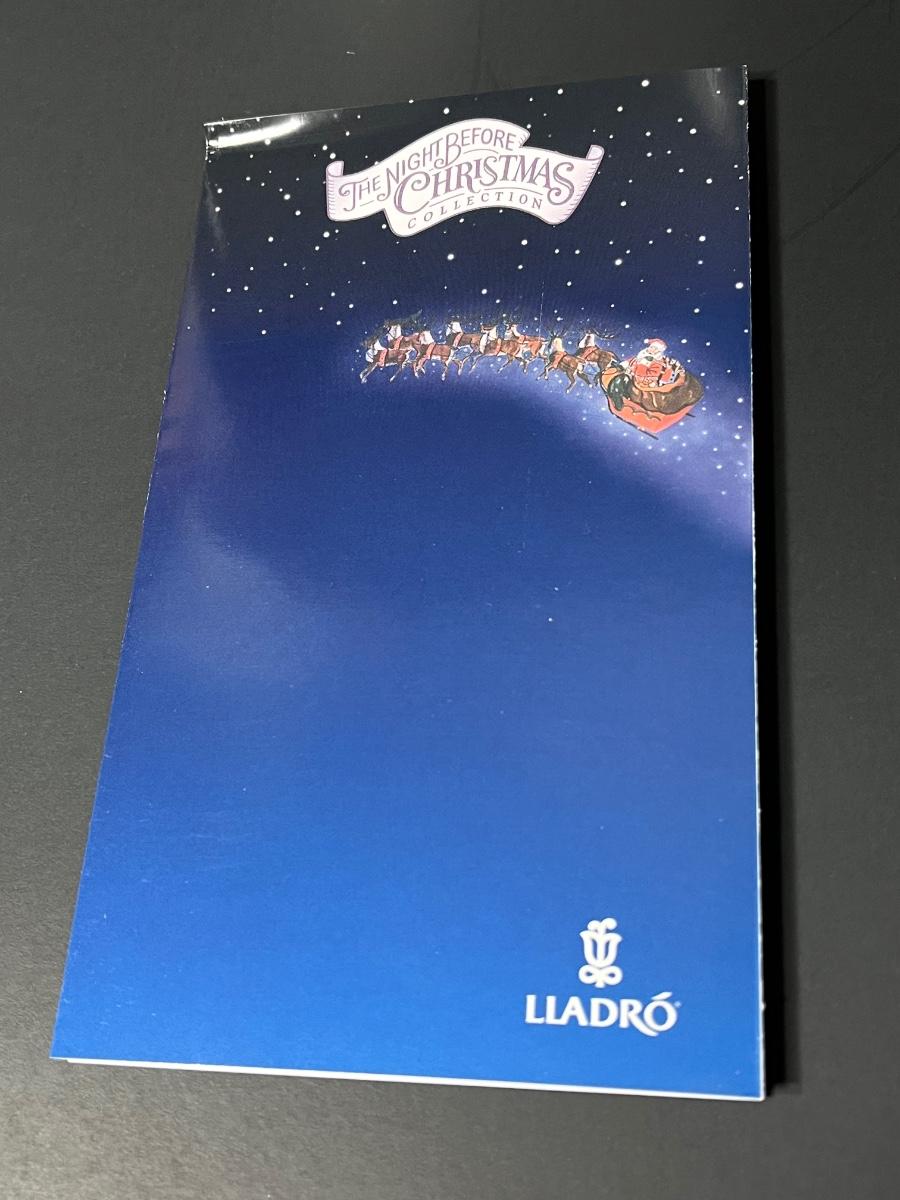 THE NIGHT BEFORE
CHRISTMAS
COLLECTION
LLADRÓ